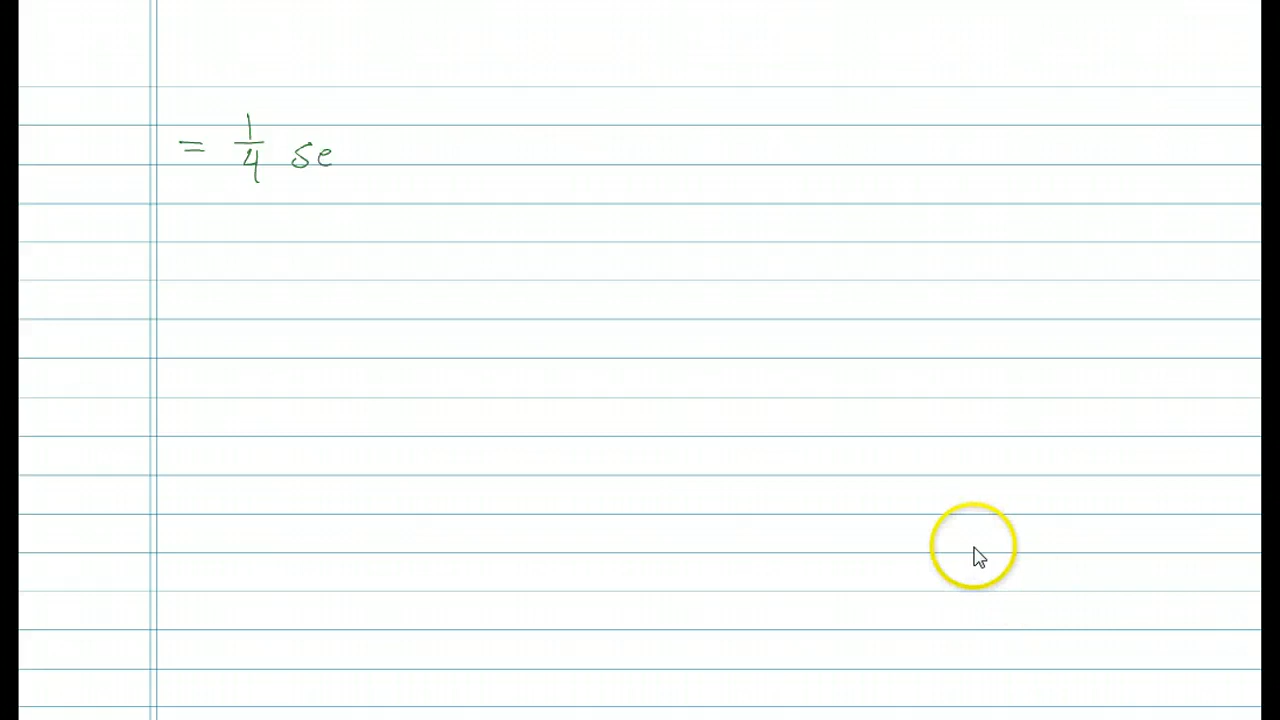 = 1/4 se